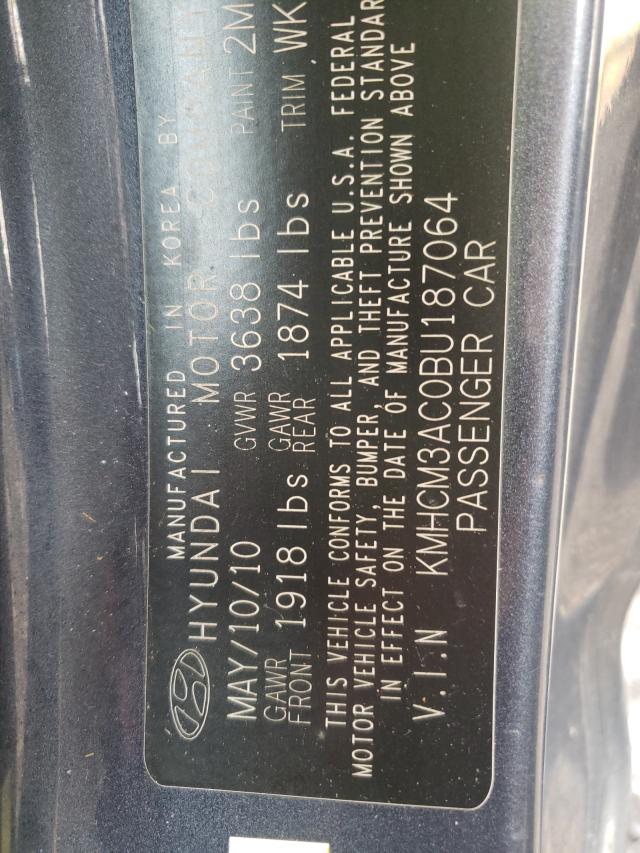 MANUFACTURED IN KOREA BY
HYUNDAI MOTOR COMPANY
MAY/10/10 GVWR 3638 lbs PAINT 2M
GAWR FRONT 1918 lbs GAWR REAR 1874 lbs TRIM WK
THIS VEHICLE CONFORMS TO ALL APPLICABLE U.S.A. FEDERAL
MOTOR VEHICLE SAFETY, BUMPER, AND THEFT PREVENTION STANDAR
IN EFFECT ON THE DATE OF MANUFACTURE SHOWN ABOVE
V.I.N KMHCM3AC0BU187064
PASSENGER CAR